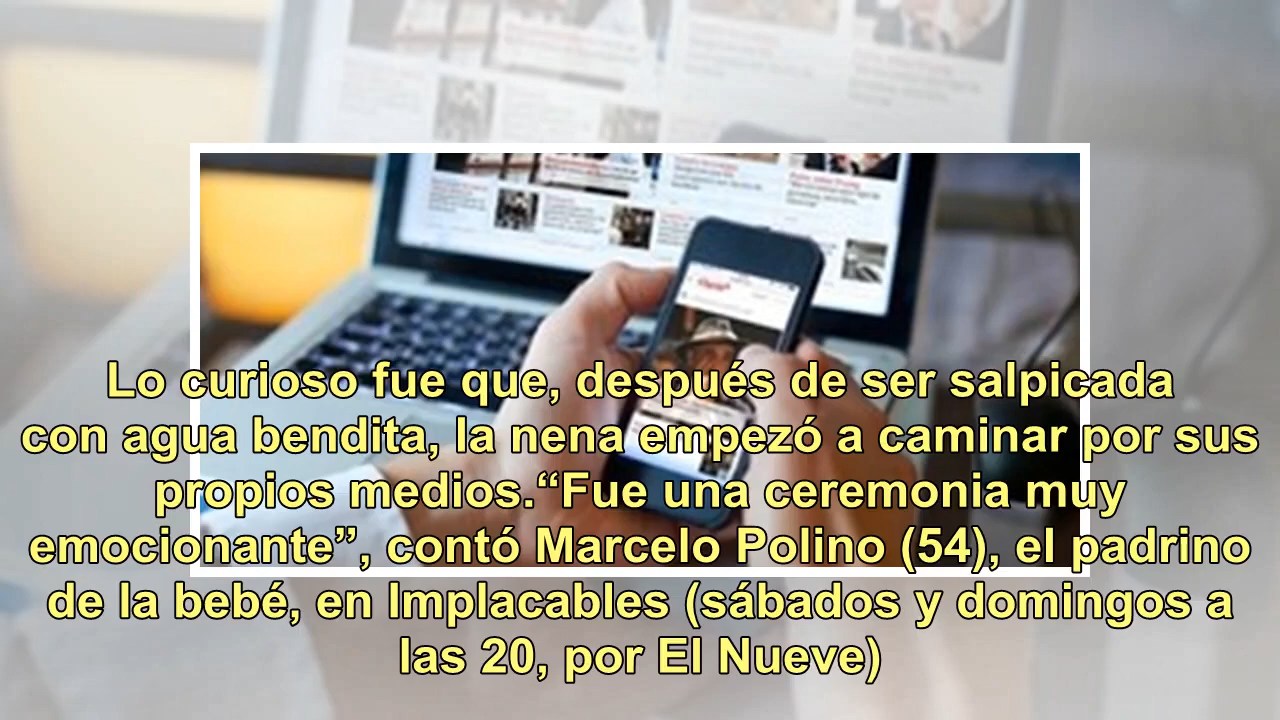 Lo curioso fue que, después de ser salpicada
con agua bendita, la nena empezó a caminar por sus
propios medios.“Fue una ceremonia muy
emocionante”, contó Marcelo Polino (54), el padrino
de la bebé, en Implacables (sábados y domingos a
las 20, por El Nueve)